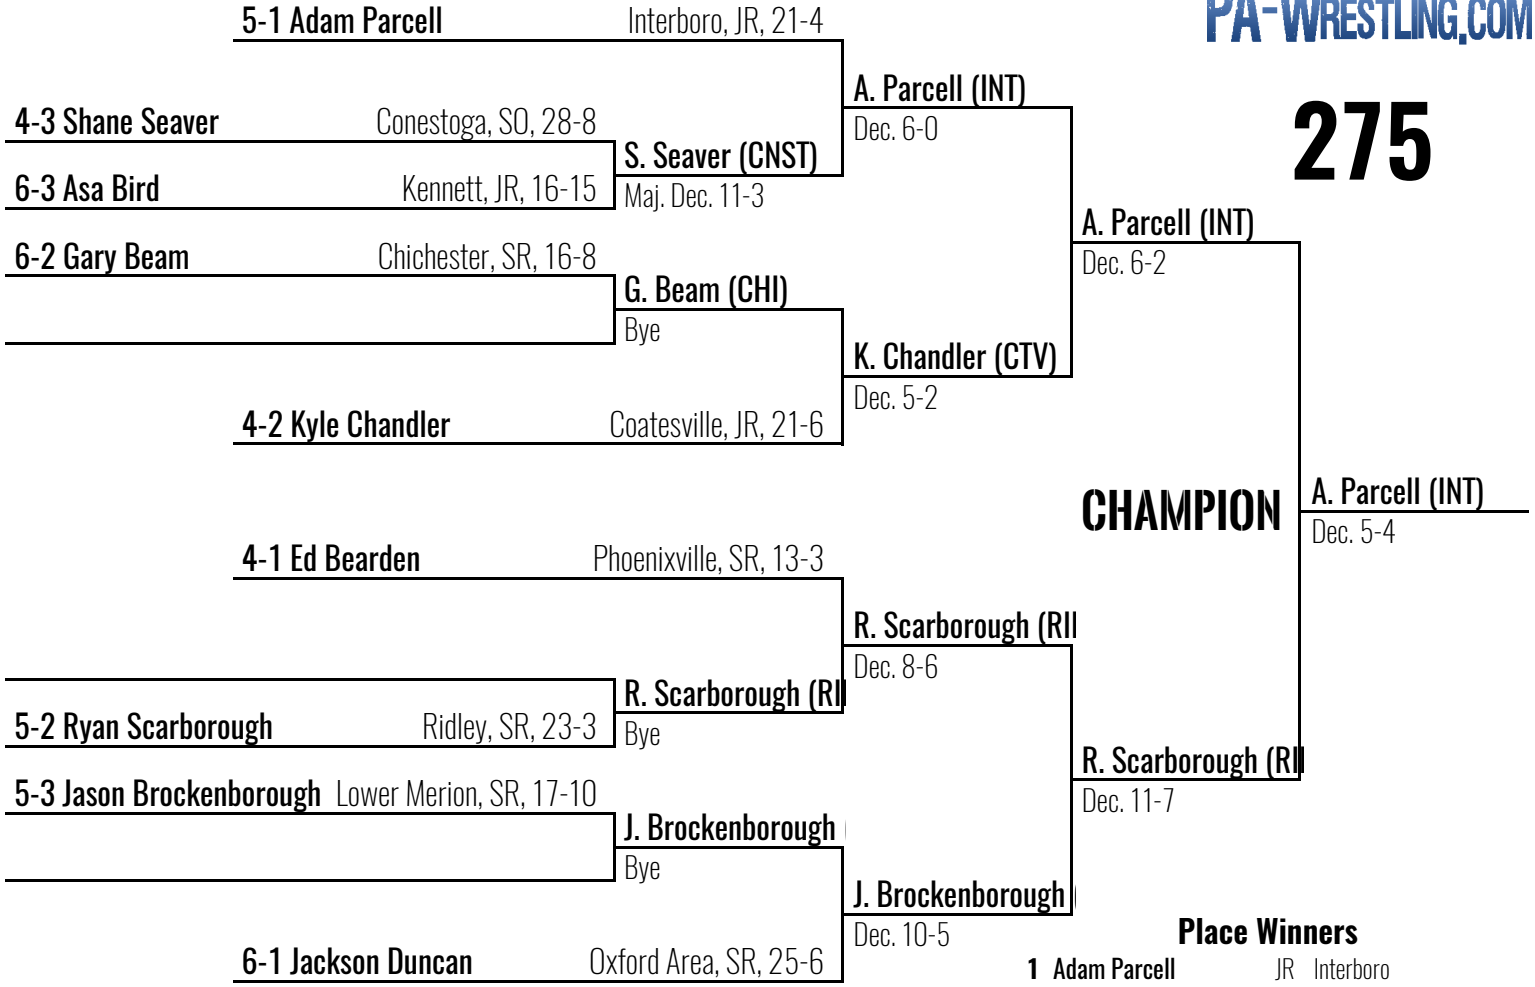 PA-WRESTLING.COM
275
5-1 Adam Parcell Interboro, JR, 21-4
A. Parcell (INT)
Dec. 6-0
4-3 Shane Seaver Conestoga, SO, 28-8
S. Seaver (CNST)
Maj. Dec. 11-3
6-3 Asa Bird Kennett, JR, 16-15
A. Parcell (INT)
Dec. 6-2
6-2 Gary Beam Chichester, SR, 16-8
G. Beam (CHI)
Bye
K. Chandler (CTV)
Dec. 5-2
4-2 Kyle Chandler Coatesville, JR, 21-6
CHAMPION
A. Parcell (INT)
Dec. 5-4
4-1 Ed Bearden Phoenixville, SR, 13-3
R. Scarborough (RI
Dec. 8-6
R. Scarborough (RI
Bye
5-2 Ryan Scarborough Ridley, SR, 23-3
R. Scarborough (RI
Dec. 11-7
5-3 Jason Brockenborough Lower Merion, SR, 17-10
J. Brockenborough (
Bye
J. Brockenborough (
Dec. 10-5
6-1 Jackson Duncan Oxford Area, SR, 25-6
Place Winners
1 Adam Parcell JR Interboro